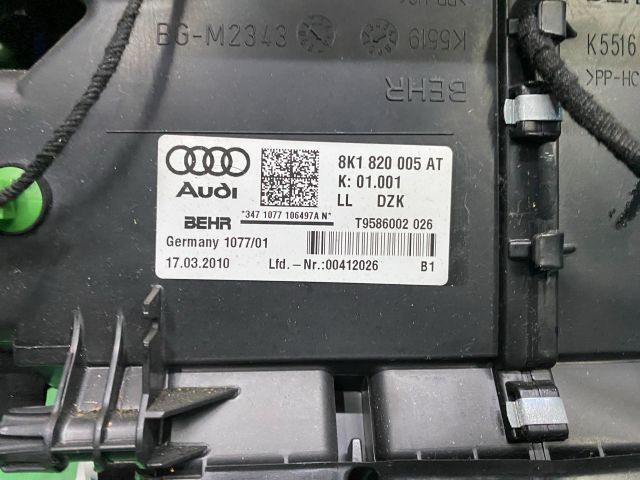 BG-M2343
K5519
BEHR
K5516
>PP-HC
Audi
8K1 820 005 AT
K: 01.001
LL DZK
*347 1077 106497A N*
BEHR
T9586002 026
Germany 1077/01
17.03.2010
Lfd.-Nr.:00412026
B1